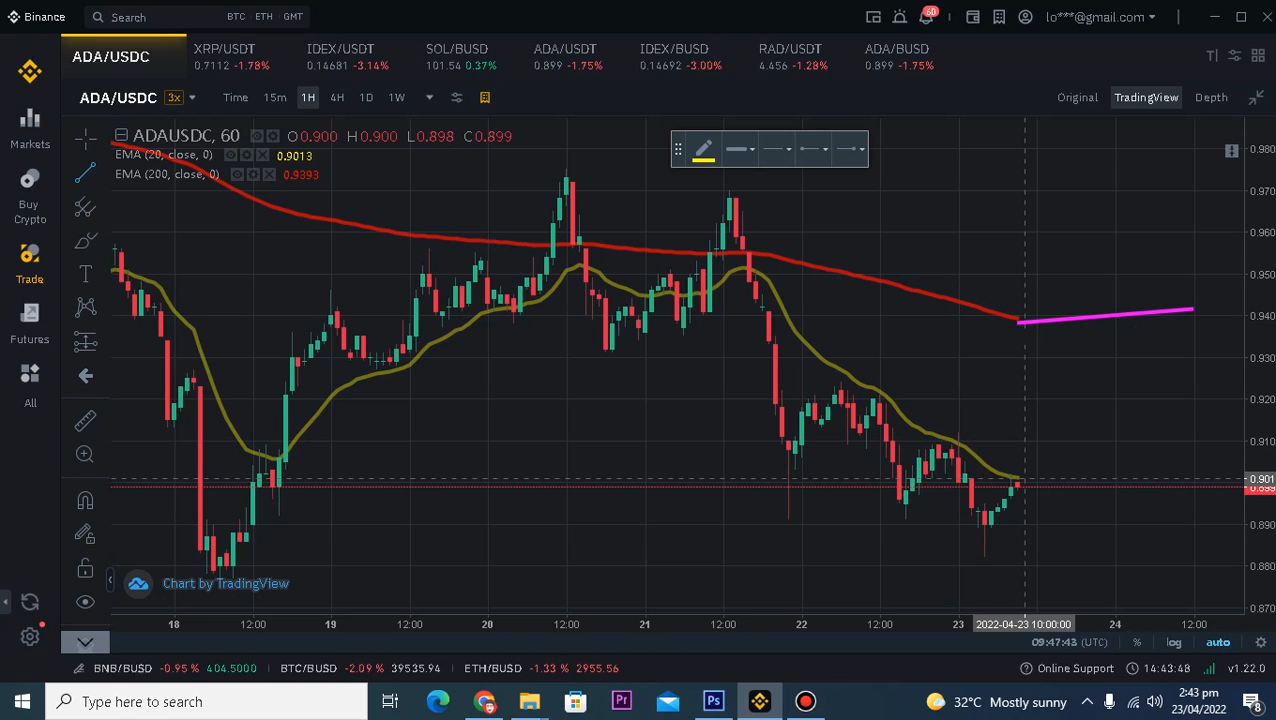 Binance
Search
BTC ETH GMT
60
lo***@gmail.com
ADA/USDC
XRP/USDT
0.7112 -1.78%
IDEX/USDT
0.14681 -3.14%
SOL/BUSD
101.54 0.37%
ADA/USDT
0.899 -1.75%
IDEX/BUSD
0.14692 -3.00%
RAD/USDT
4.456 -1.28%
ADA/BUSD
0.899 -1.75%
ADA/USDC 3x Time 15m 1H 4H 1D 1W Original TradingView Depth
Markets
Buy
Crypto
Trade
Futures
All
ADAUSDC, 60 O0.900 H0.900 L0.898 C0.899
EMA (20, close, 0) 0.9013
EMA (200, close, 0) 0.9393
0.980
0.970
0.960
0.950
0.940
0.930
0.920
0.910
0.901
0.899
0.890
0.880
0.870
Chart by TradingView
18 12:00 19 12:00 20 12:00 21 12:00 22 12:00 23 2022-04-23 10:00:00 24 12:00
09:47:43 (UTC) % log auto
BNB/BUSD -0.95 % 404.5000 BTC/BUSD -2.09 % 39535.94 ETH/BUSD -1.33 % 2955.56 Online Support 14:43:48 v1.22.0
Type here to search
Pr
Ps
32°C Mostly sunny
2:43 pm
23/04/2022
8